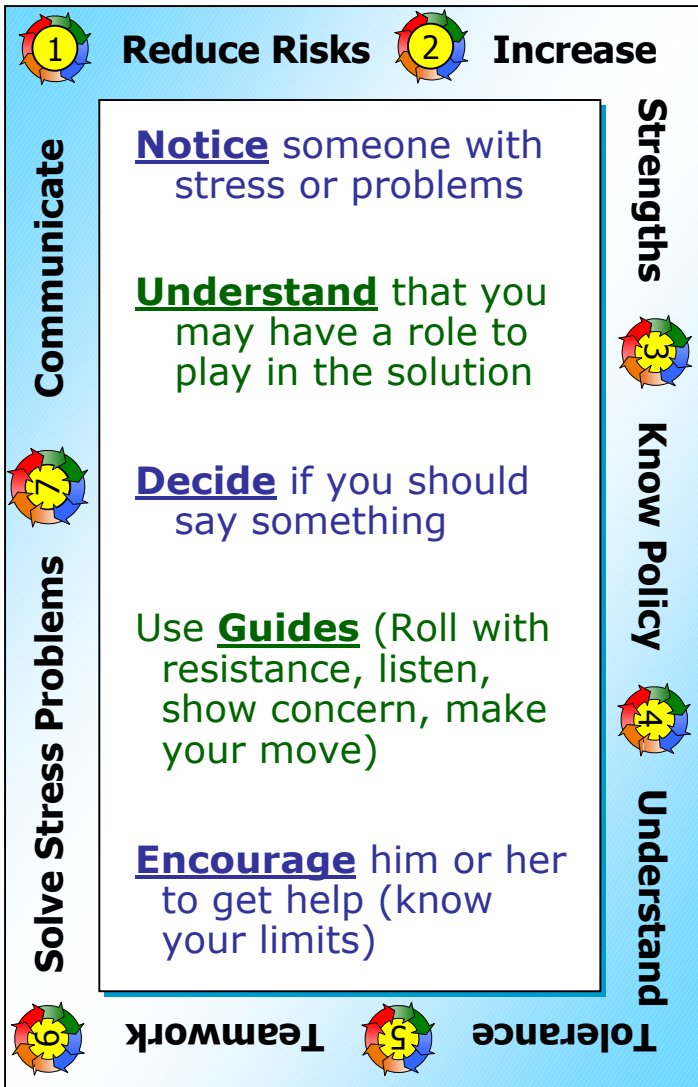 1 Reduce Risks 2 Increase
Strengths
3
Know Policy
4
Understand
Tolerance
5
Teamwork
6
Solve Stress Problems
7
Communicate
Notice someone with
stress or problems
Understand that you
may have a role to
play in the solution
Decide if you should
say something
Use Guides (Roll with
resistance, listen,
show concern, make
your move)
Encourage him or her
to get help (know
your limits)